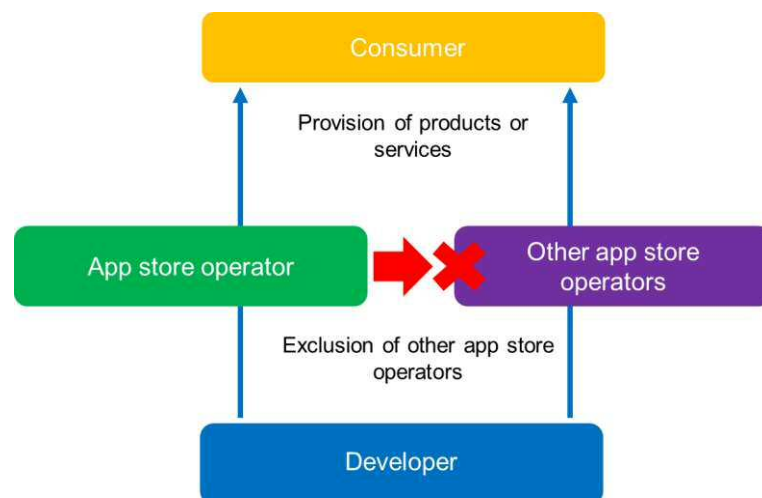 Consumer
Provision of products or
services
App store operator
Other app store
operators
Exclusion of other app store
operators
Developer